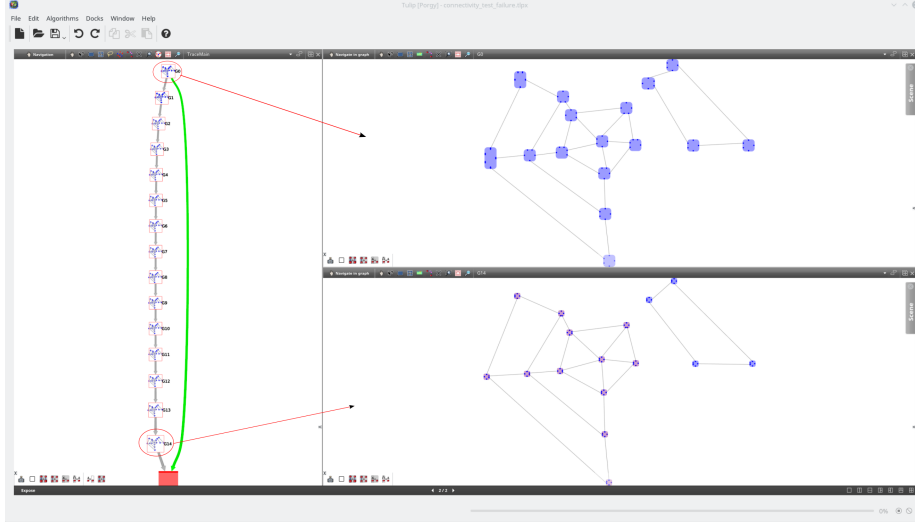 Tulip [Porgy] - connectivity_test_failure.tlpx
File Edit Algorithms Docks Window Help
Navigation
TraceMain
Navigate in graph
G0
G0
G1
G2
G3
G4
G5
G6
G7
G8
G9
G10
G11
G12
G13
G14
Scene
Navigate in graph
G14
Scene
Expose
2 / 2
0%